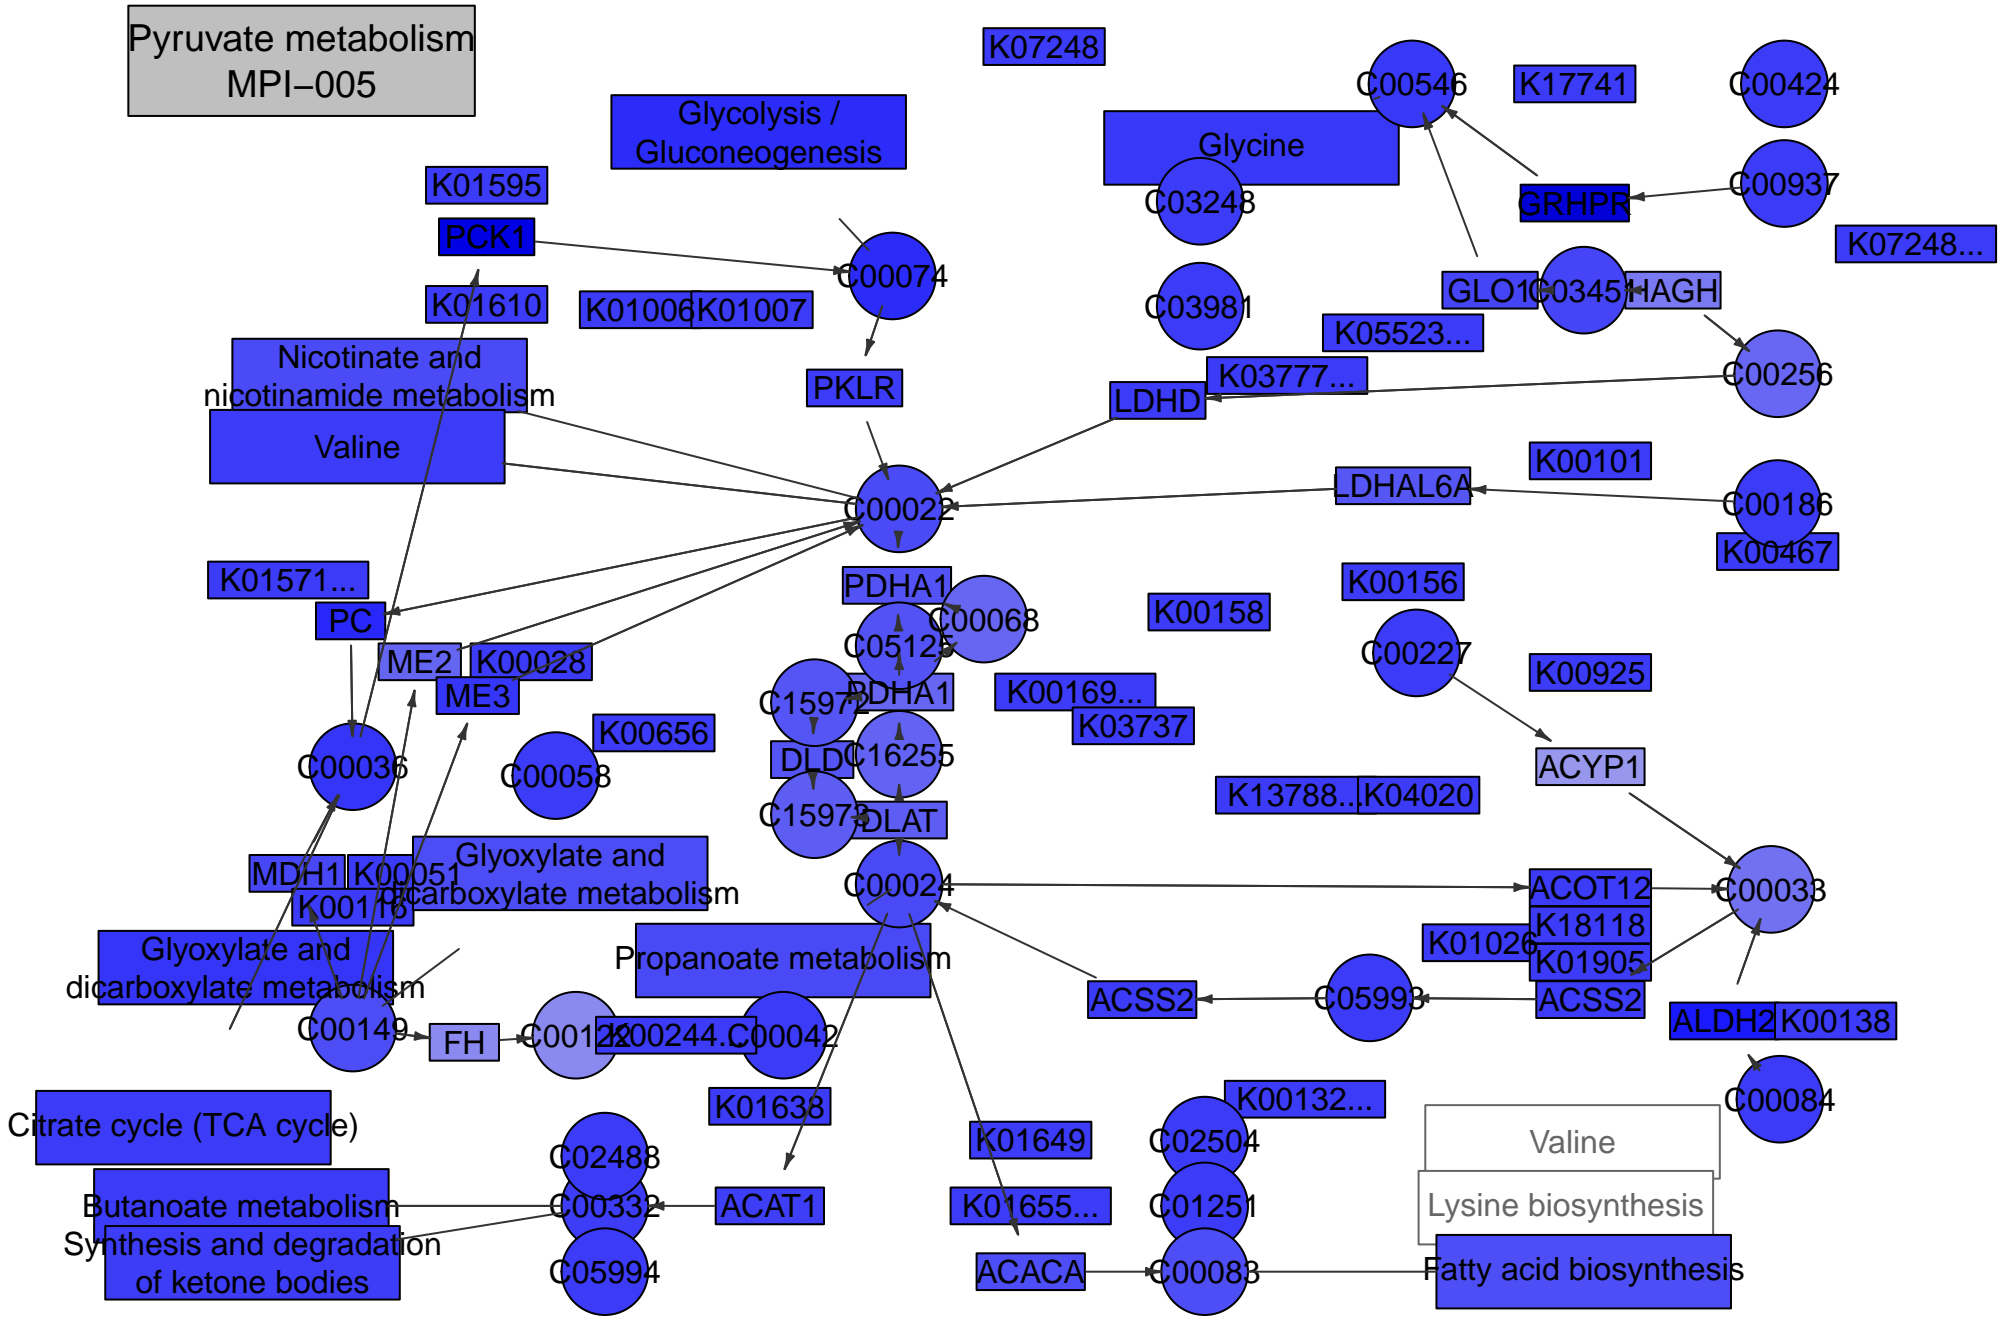 Pyruvate metabolism
MPI−005
K07248
C00546
K17741
C00424
Glycolysis /
Gluconeogenesis
Glycine
K01595
C03248
GRHPR
C00937
PCK1
K07248...
C00074
K01610
K01006
K01007
C03981
GLO1
C03451
HAGH
K05523...
Nicotinate and
nicotinamide metabolism
PKLR
K03777...
C00256
LDHD
Valine
K00101
LDHAL6A
C00022
C00186
K00467
K01571...
PDHA1
K00156
PC
C00068
K00158
C05125
C00227
ME2
K00028
K00925
ME3
PDHA1
K00169...
C15972
K03737
K00656
C00036
C00058
DLD
C16255
ACYP1
K13788...
K04020
C15973
DLAT
Glyoxylate and
dicarboxylate metabolism
MDH1
K00051
K00116
C00024
ACOT12
C00033
K18118
K01026
K01905
Glyoxylate and
dicarboxylate metabolism
Propanoate metabolism
ACSS2
C05993
ACSS2
C00149
FH
C00122
K00244...
C00042
ALDH2
K00138
K01638
K00132...
C00084
Citrate cycle (TCA cycle)
C02488
K01649
C02504
Valine
Butanoate metabolism
C00332
ACAT1
K01655...
C01251
Lysine biosynthesis
Synthesis and degradation
of ketone bodies
C05994
ACACA
C00083
Fatty acid biosynthesis